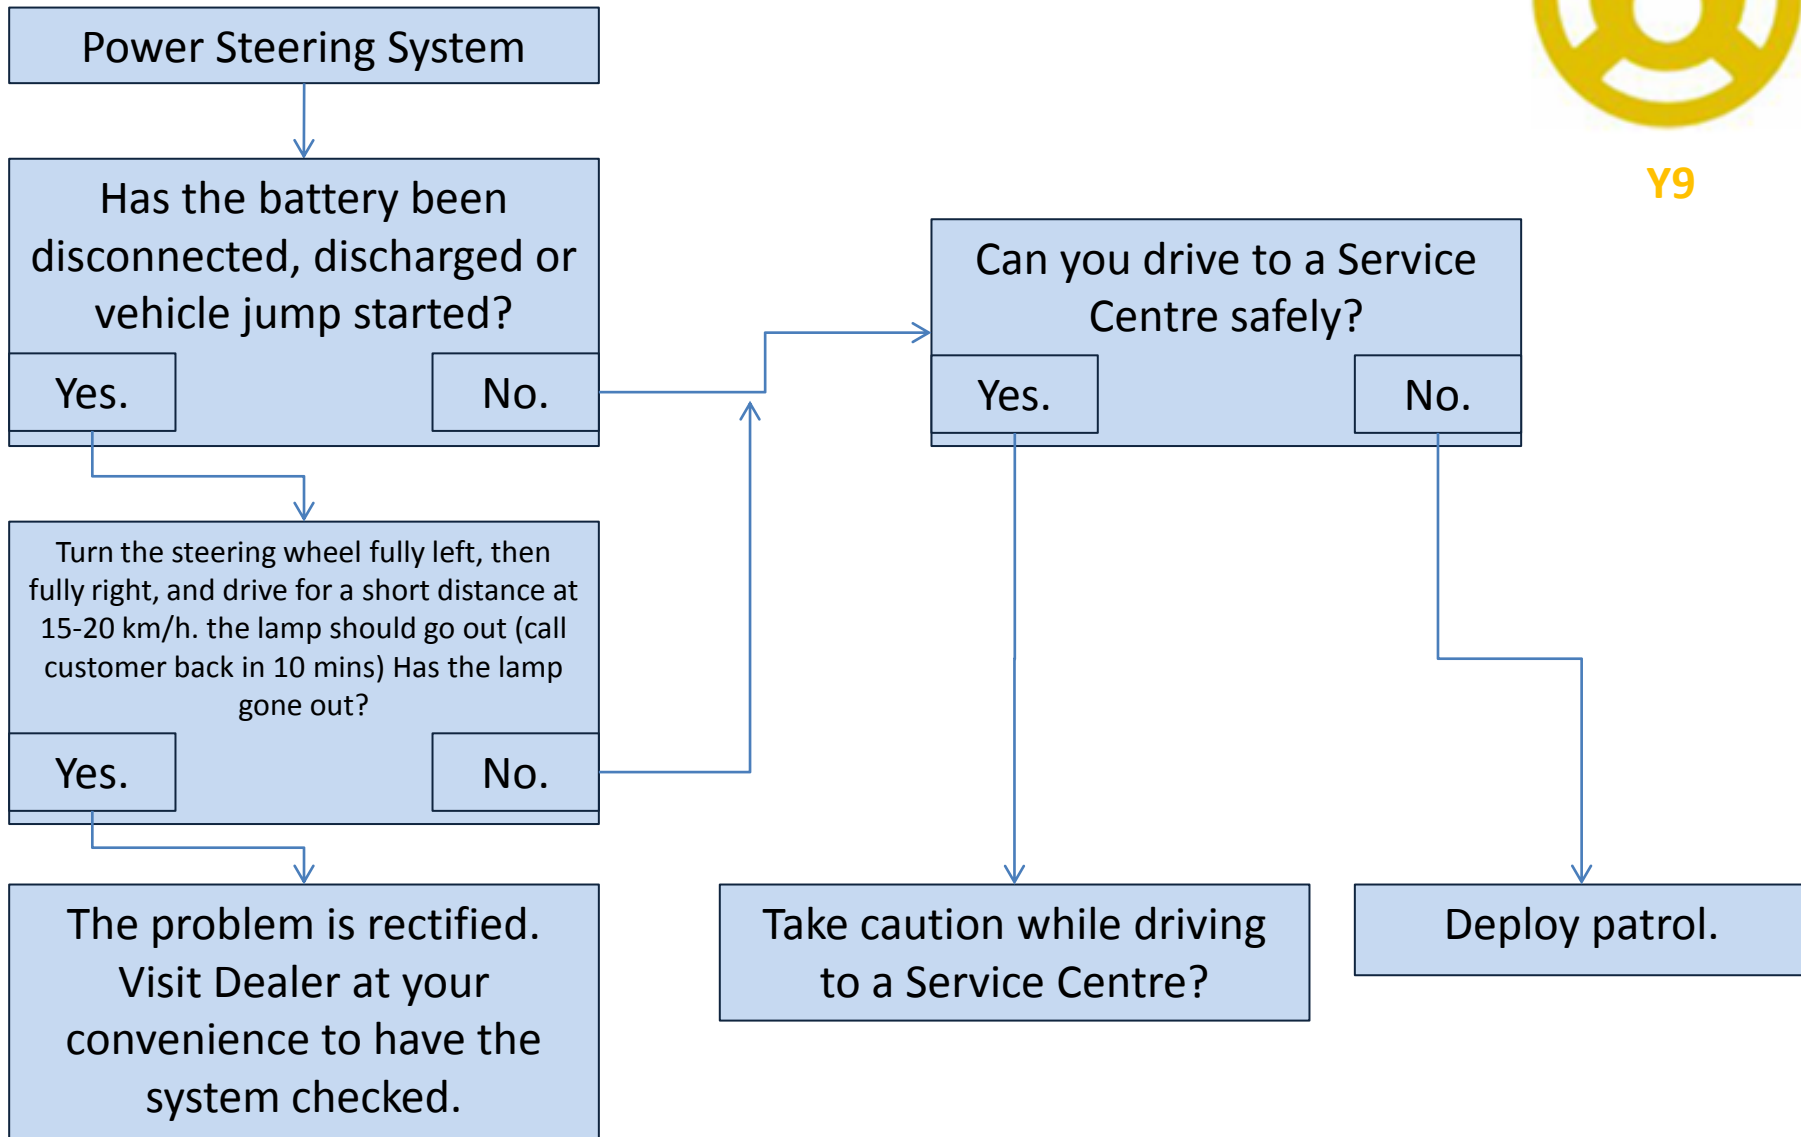 Power Steering System
Y9
Has the battery been
disconnected, discharged or
vehicle jump started?
Yes.
No.
Can you drive to a Service
Centre safely?
Yes.
No.
Turn the steering wheel fully left, then
fully right, and drive for a short distance at
15-20 km/h. the lamp should go out (call
customer back in 10 mins) Has the lamp
gone out?
Yes.
No.
The problem is rectified.
Visit Dealer at your
convenience to have the
system checked.
Take caution while driving
to a Service Centre?
Deploy patrol.